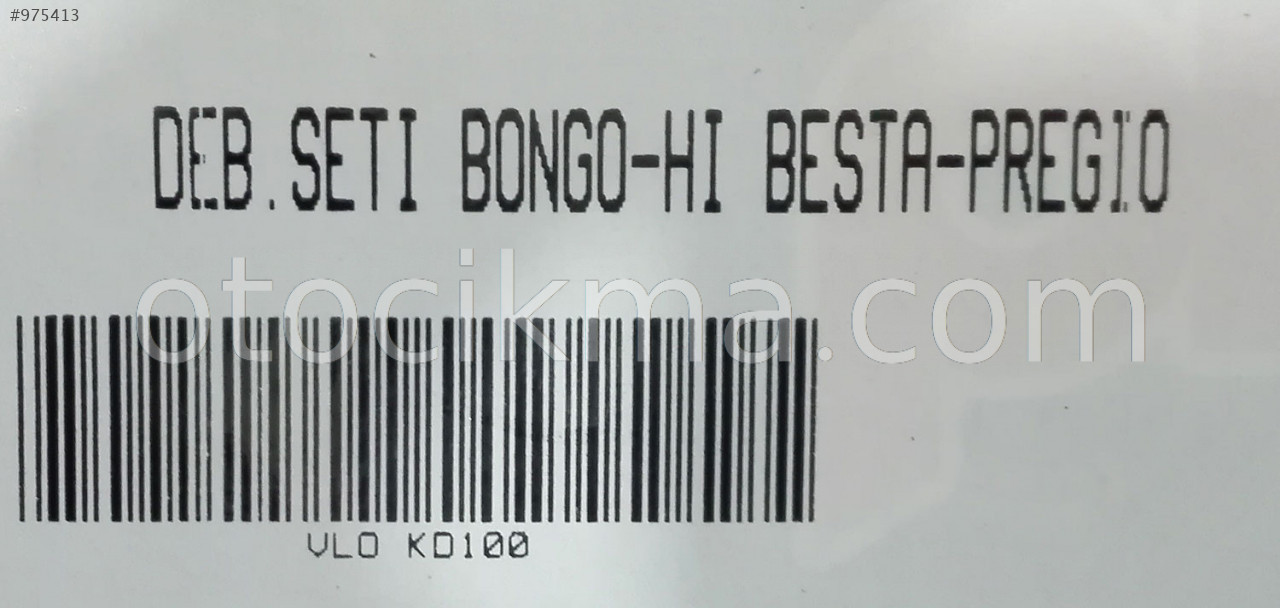 #975413
DEB.SETI BONGO-HI BESTA-PREGIO
otocikma.com
VLO KD100